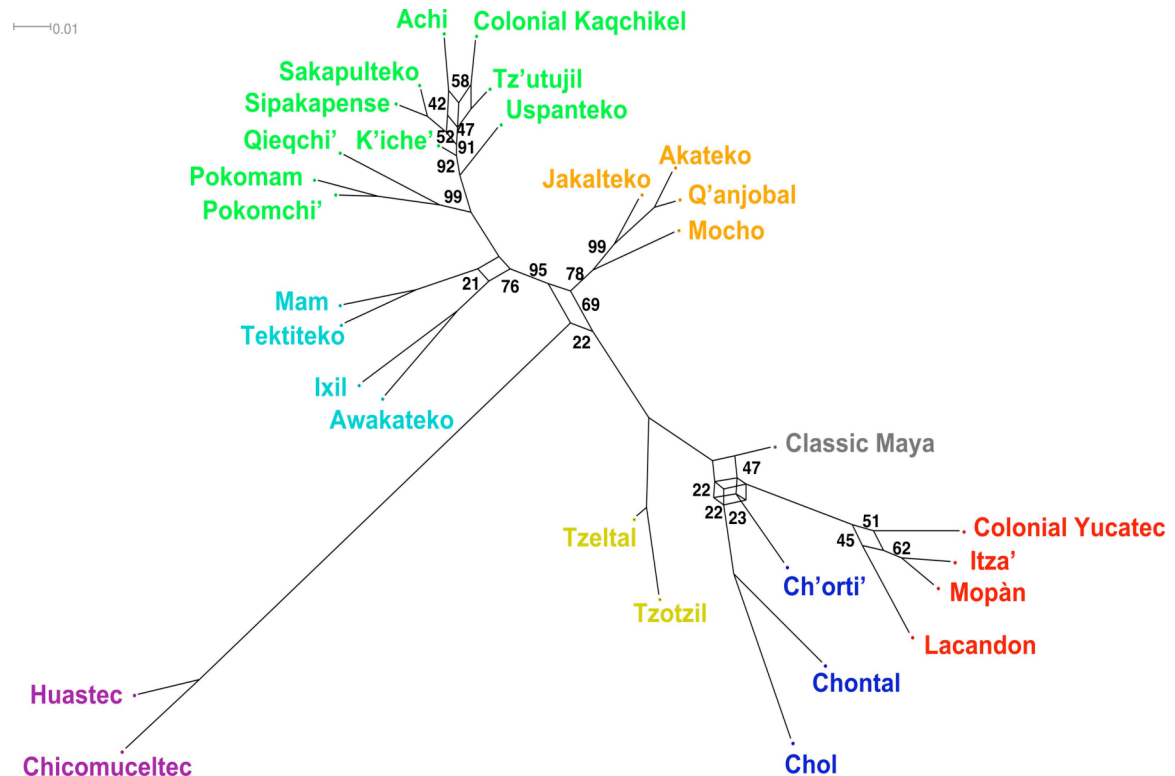 0.01
Achi
Colonial Kaqchikel
Sakapulteko
58
Tz'utujil
Sipakapense
42
Uspanteko
Qieqchi'
K'iche'
52
47
91
Pokomam
92
Pokomchi'
99
Akateko
Jakalteko
Q'anjobal
Mocho
99
95
78
21
76
69
Mam
Tektiteko
22
Ixil
Awakateko
Classic Maya
47
22
22
23
51
45
62
Colonial Yucatec
Itza'
Mopàn
Lacandon
Tzeltal
Tzotzil
Ch'orti'
Chontal
Chol
Huastec
Chicomuceltec